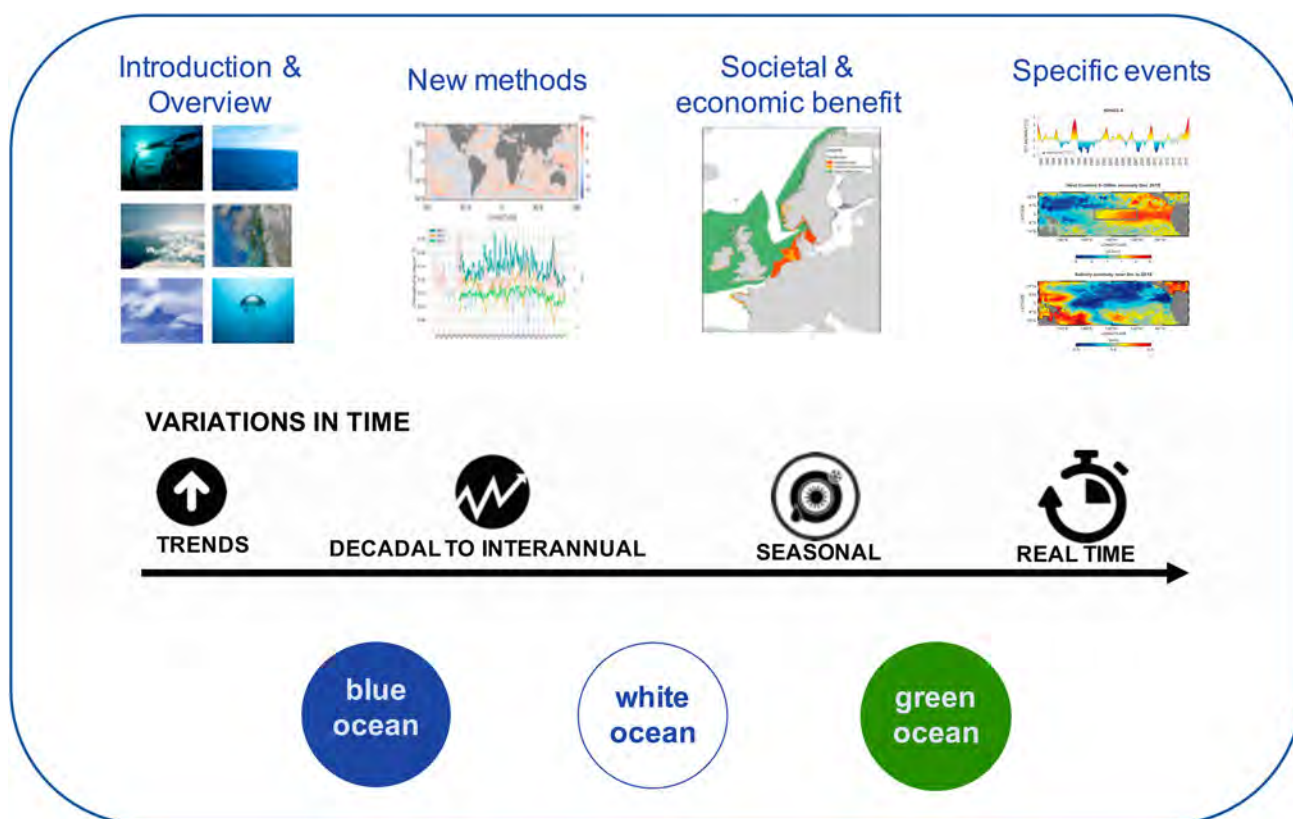 Introduction &
Overview
New methods
Societal &
economic benefit
Specific events
VARIATIONS IN TIME
TRENDS
DECADAL TO INTERANNUAL
SEASONAL
REAL TIME
blue
ocean
white
ocean
green
ocean